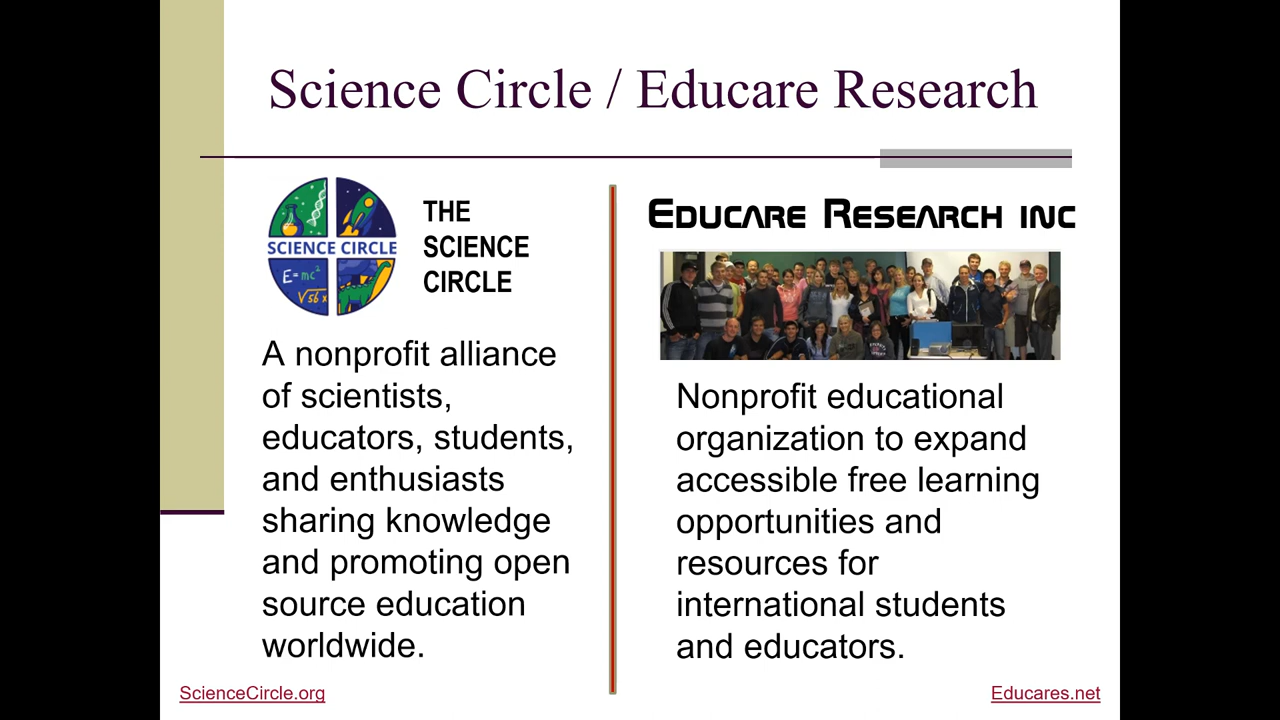 Science Circle / Educare Research
SCIENCE CIRCLE
E=mc²
√56 x
THE
SCIENCE
CIRCLE
A nonprofit alliance
of scientists,
educators, students,
and enthusiasts
sharing knowledge
and promoting open
source education
worldwide.
ScienceCircle.org
EDUCARE RESEARCH INC
Nonprofit educational
organization to expand
accessible free learning
opportunities and
resources for
international students
and educators.
Educares.net